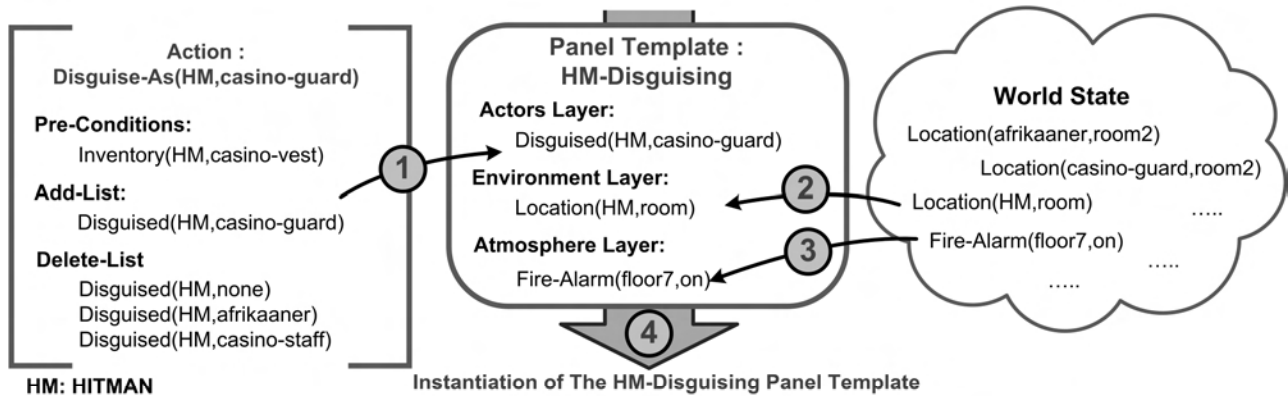 Action :
Disguise-As(HM,casino-guard)
Pre-Conditions:
Inventory(HM,casino-vest)
Add-List:
Disguised(HM,casino-guard)
Delete-List
Disguised(HM,none)
Disguised(HM,afrikaaner)
Disguised(HM,casino-staff)
HM: HITMAN
1
Panel Template :
HM-Disguising
Actors Layer:
Disguised(HM,casino-guard)
Environment Layer:
Location(HM,room)
Atmosphere Layer:
Fire-Alarm(floor7,on)
2
3
4
Instantiation of The HM-Disguising Panel Template
World State
Location(afrikaaner,room2)
Location(casino-guard,room2)
Location(HM,room)
.....
Fire-Alarm(floor7,on)
.....
.....